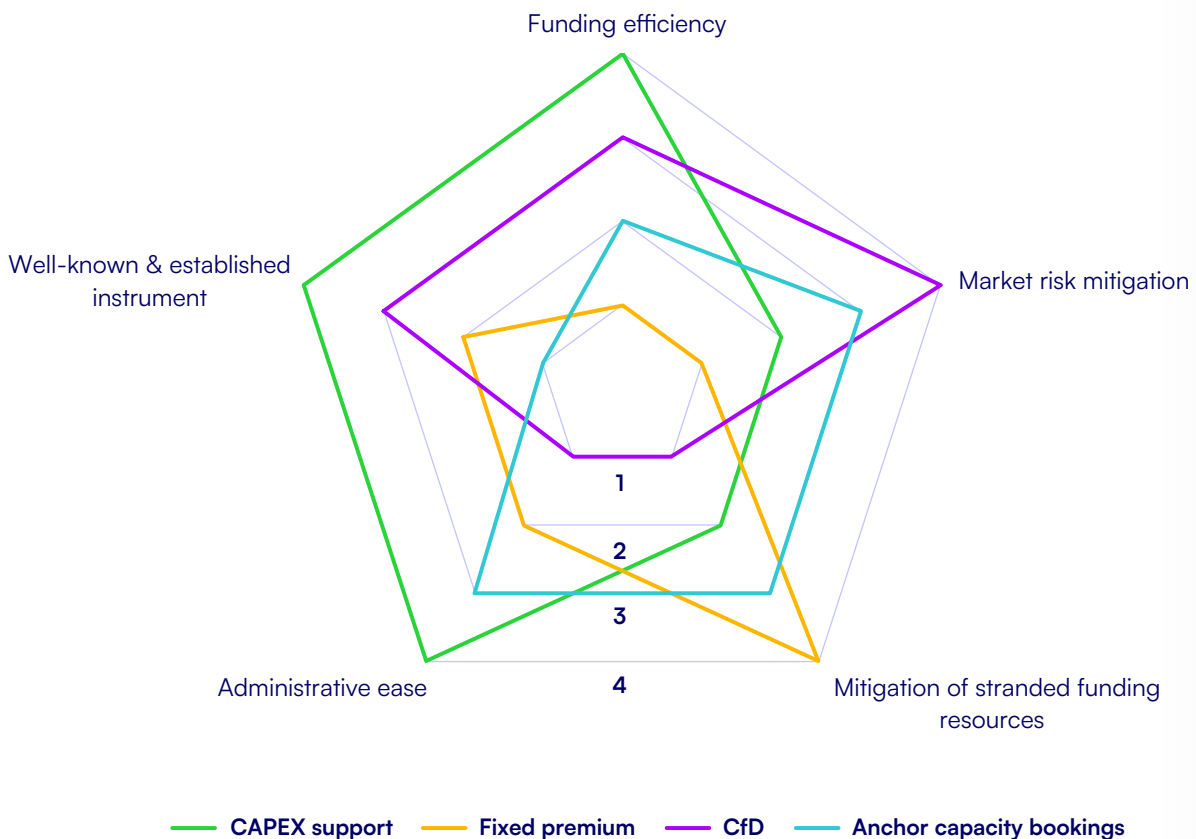 Funding efficiency
Well-known & established
instrument
Market risk mitigation
1
2
3
4
Administrative ease
Mitigation of stranded funding
resources
CAPEX support
Fixed premium
CfD
Anchor capacity bookings